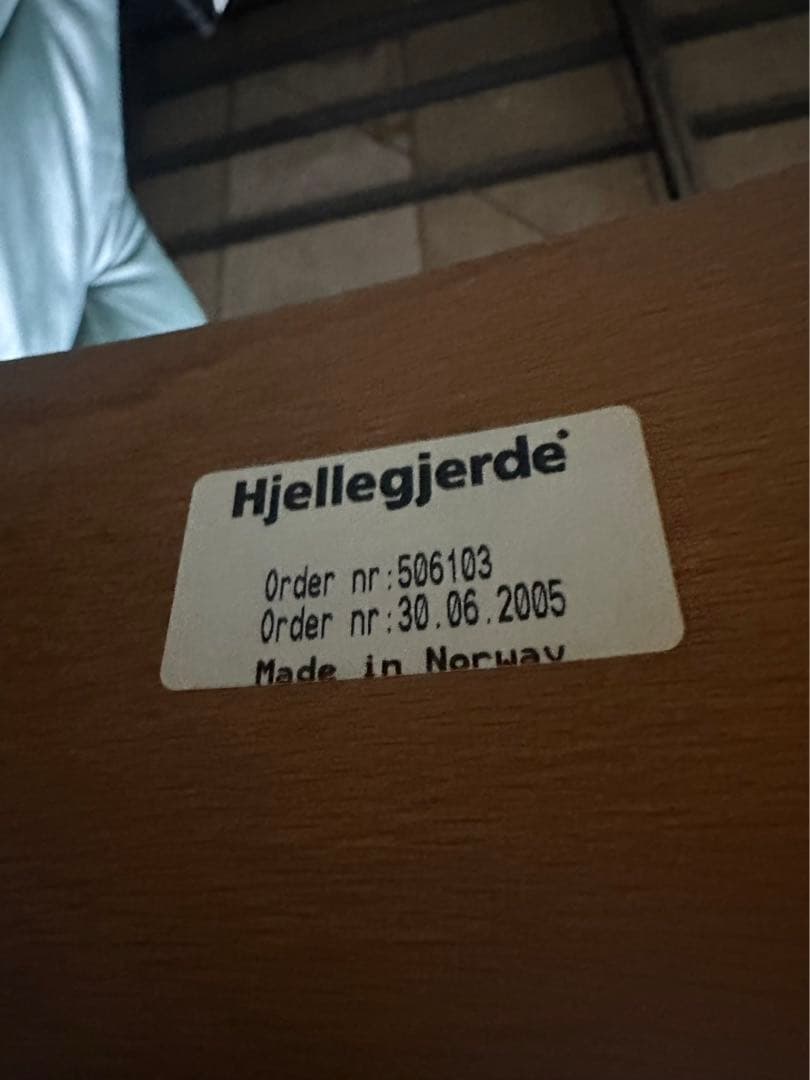 Hjellegjerde
Order nr:506103
Order nr:30.06.2005
Made in Norway